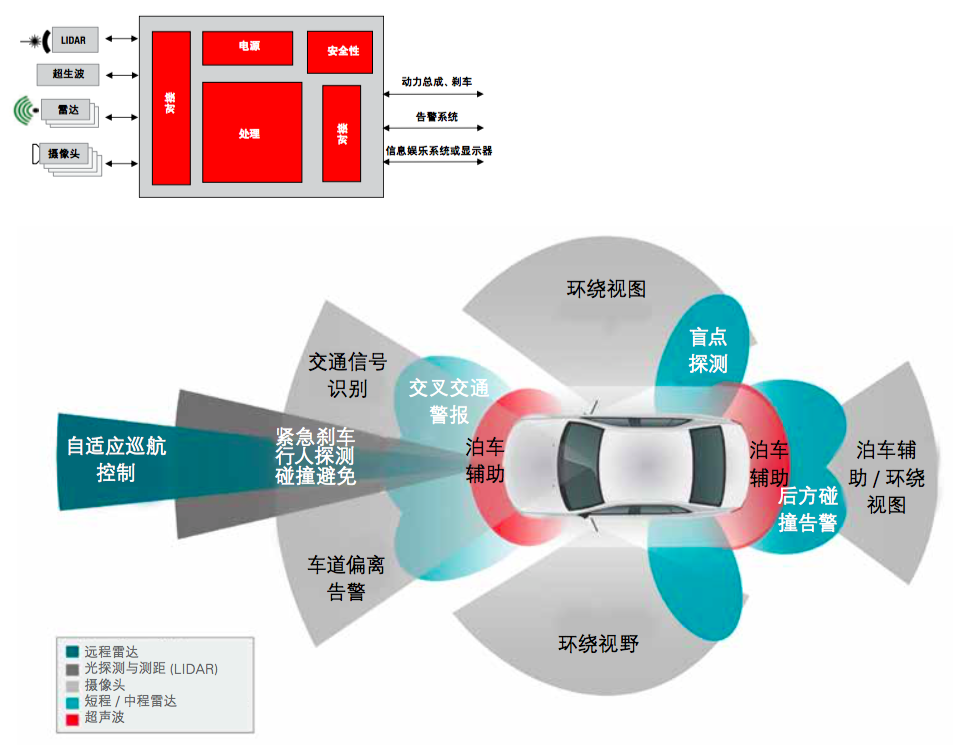 LIDAR
超生波
雷达
摄像头
对接
电源
安全性
处理
对接
动力总成、刹车
告警系统
信息娱乐系统或显示器
环绕视图
盲点
探测
交通信号
识别
交叉交通
警报
自适应巡航
控制
紧急刹车
行人探测
碰撞避免
泊车
辅助
泊车
辅助
后方碰
撞告警
泊车辅
助 / 环绕
视图
车道偏离
告警
环绕视野
远程雷达
光探测与测距 (LIDAR)
摄像头
短程 / 中程雷达
超声波